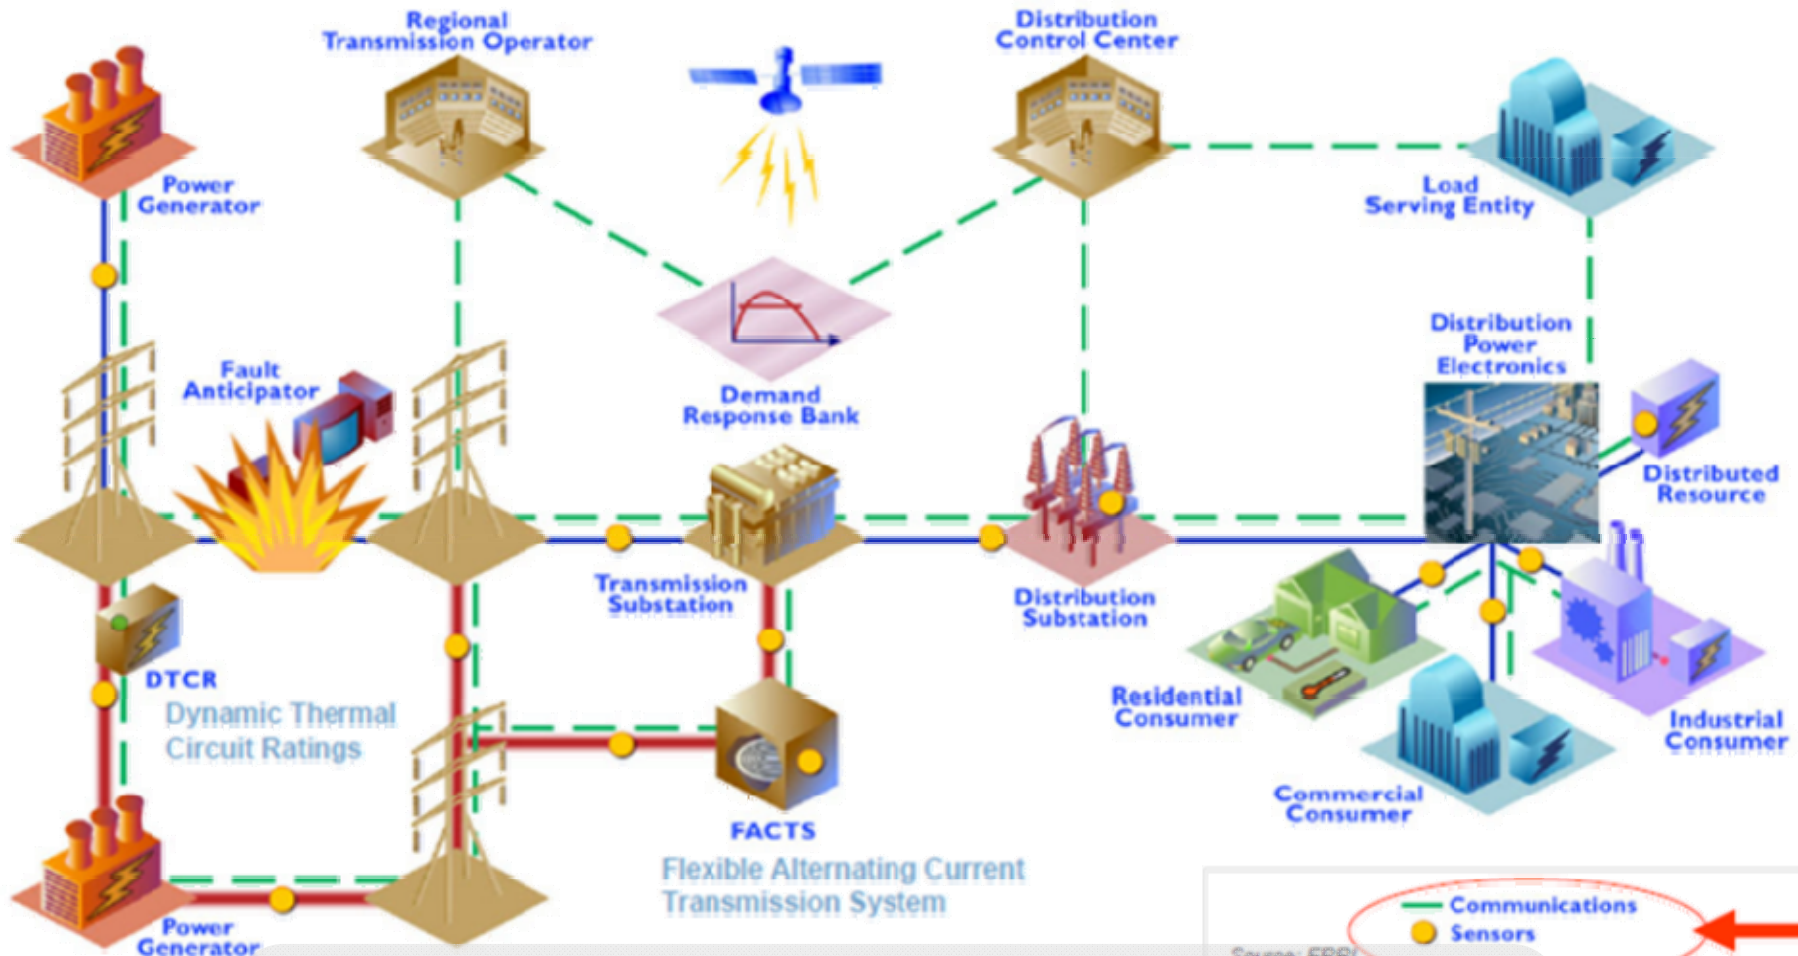 Regional
Transmission Operator
Distribution
Control Center
Power
Generator
Load
Serving Entity
Distribution
Power
Electronics
Fault
Anticipator
Demand
Response Bank
Distributed
Resource
Transmission
Substation
Distribution
Substation
DTCR
Dynamic Thermal
Circuit Ratings
Residential
Consumer
Industrial
Consumer
Commercial
Consumer
FACTS
Flexible Alternating Current
Transmission System
Power
Generator
Communications
Sensors
Source: EPRI